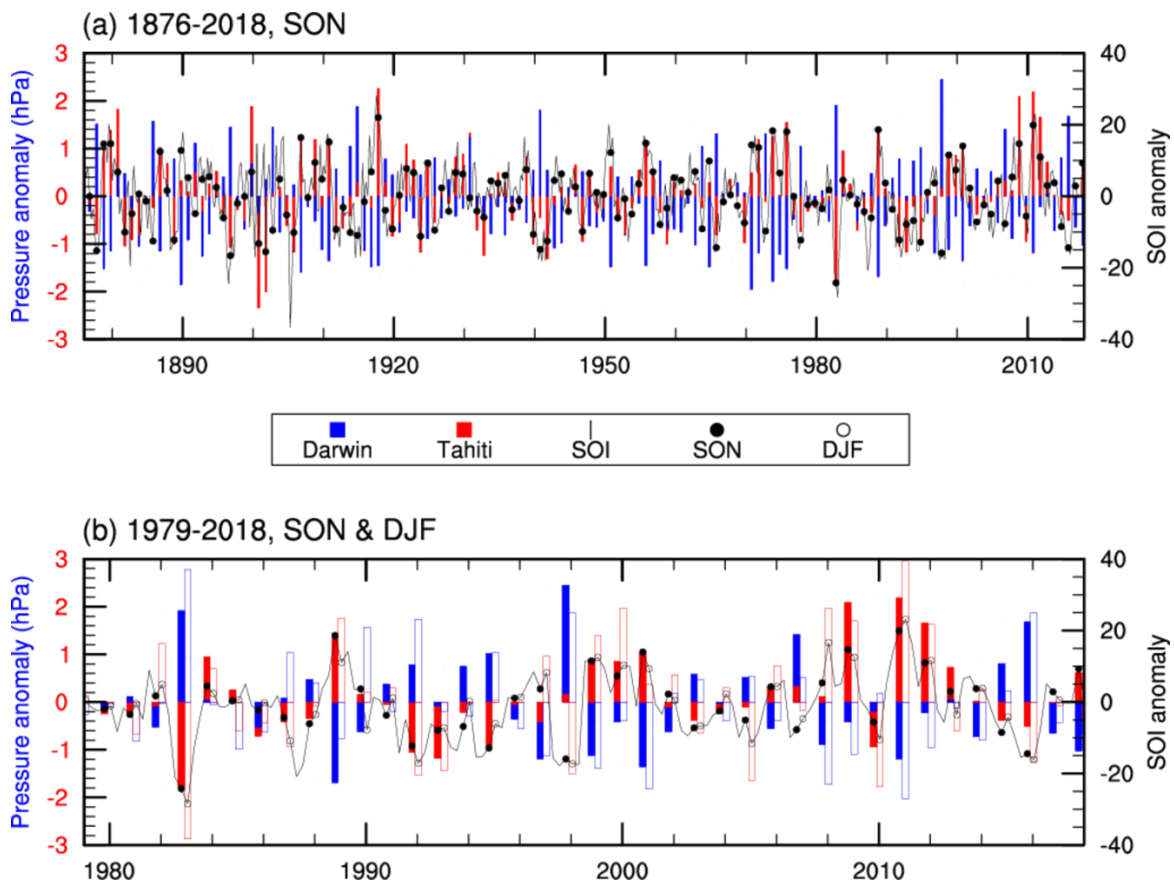 (a) 1876-2018, SON
Pressure anomaly (hPa)
3
2
1
0
-1
-2
-3
40
20
0
-20
-40
SOI anomaly
1890 1920 1950 1980 2010
Darwin Tahiti SOI SON DJF
(b) 1979-2018, SON & DJF
Pressure anomaly (hPa)
3
2
1
0
-1
-2
-3
40
20
0
-20
-40
SOI anomaly
1980 1990 2000 2010